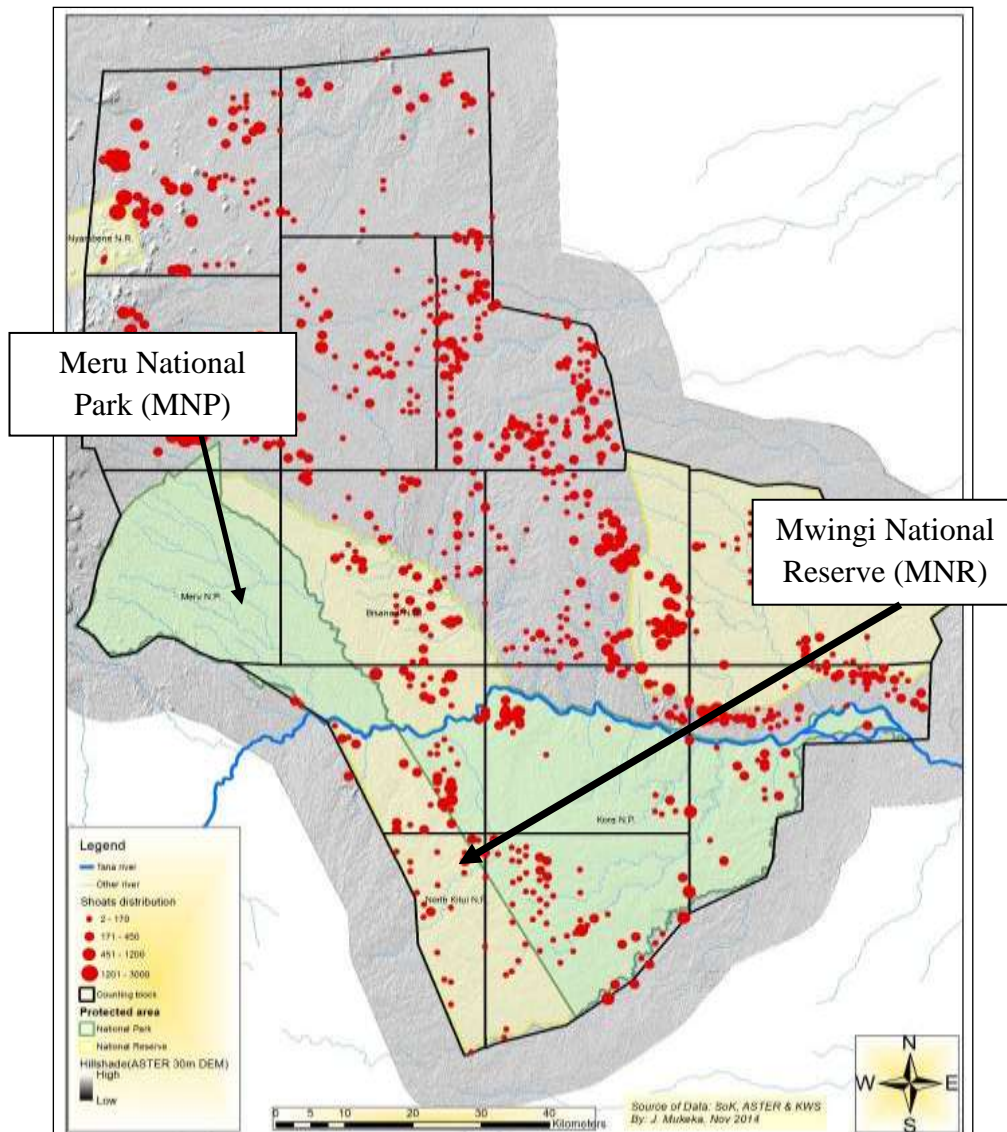 Nyambene N.R.
Meru National
Park (MNP)
Mwingi National
Reserve (MNR)
Meru N.P.
Kora N.P.
North Kitui N.
Legend
Tana river
Other river
Shoats distribution
2 - 170
171 - 450
451 - 1200
1201 - 3000
Counting block
Protected area
National Park
National Reserve
Hillshade(ASTER 30m DEM)
High
Low
0 5 10 20 30 40
Kilometers
Source of Data: SoK, ASTER & KWS
By: J. Mukeka, Nov 2014
N
W E
S